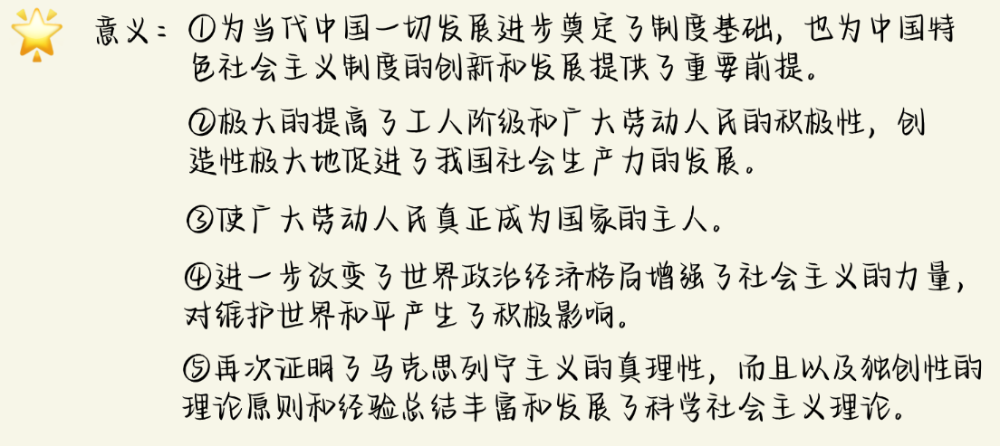 意义：①为当代中国一切发展进步奠定了制度基础，也为中国特
色社会主义制度的创新和发展提供了重要前提。
②极大的提高了工人阶级和广大劳动人民的积极性，创
造性极大地促进了我国社会生产力的发展。
③使广大劳动人民真正成为国家的主人。
④进一步改变了世界政治经济格局增强了社会主义的力量，
对维护世界和平产生了积极影响。
⑤再次证明了马克思列宁主义的真理性，而且以及独创性的
理论原则和经验总结丰富和发展了科学社会主义理论。